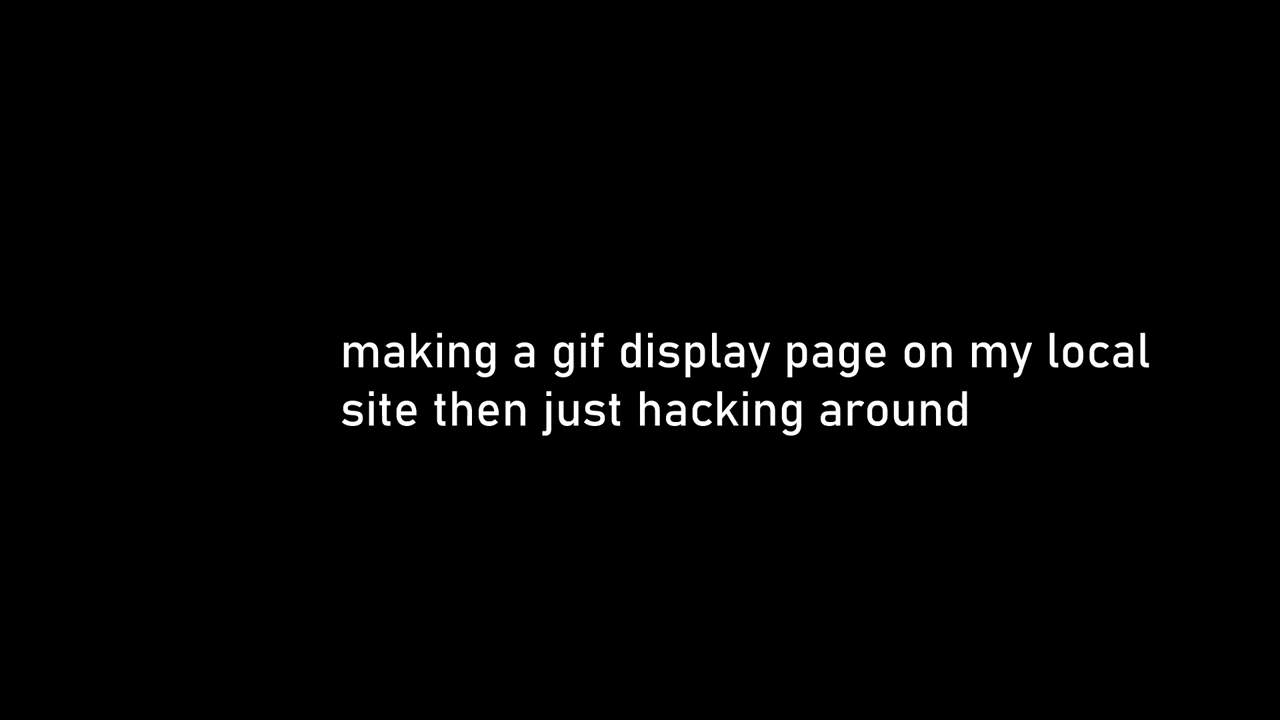 making a gif display page on my local
site then just hacking around